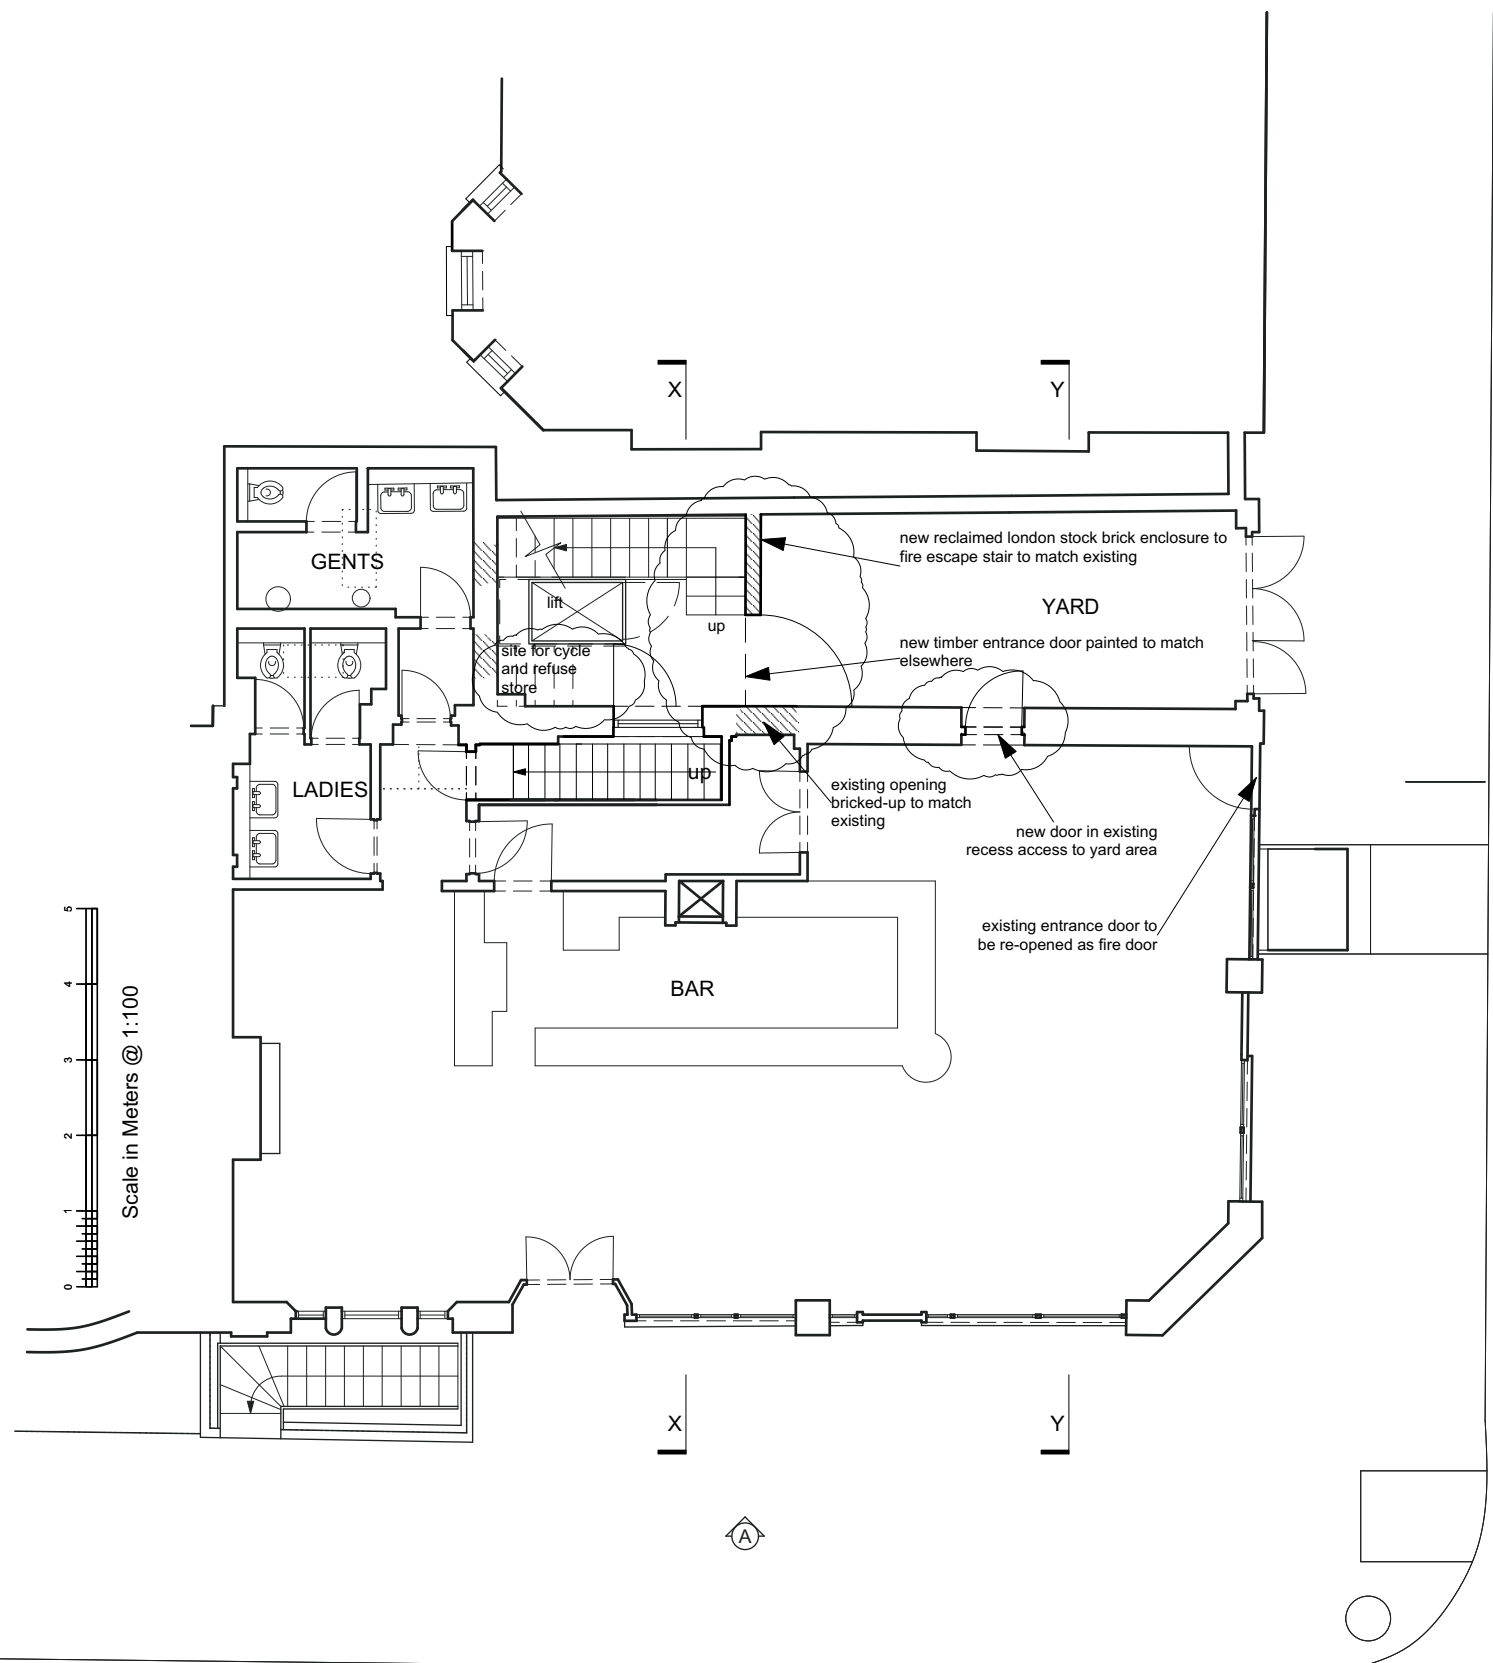 X
Y
GENTS
lift
up
new reclaimed london stock brick enclosure to
fire escape stair to match existing
YARD
new timber entrance door painted to match
elsewhere
site for cycle
and refuse
store
LADIES
up
existing opening
bricked-up to match
existing
new door in existing
recess access to yard area
existing entrance door to
be re-opened as fire door
BAR
5
4
3
2
1
0
Scale in Meters @ 1:100
X
Y
A